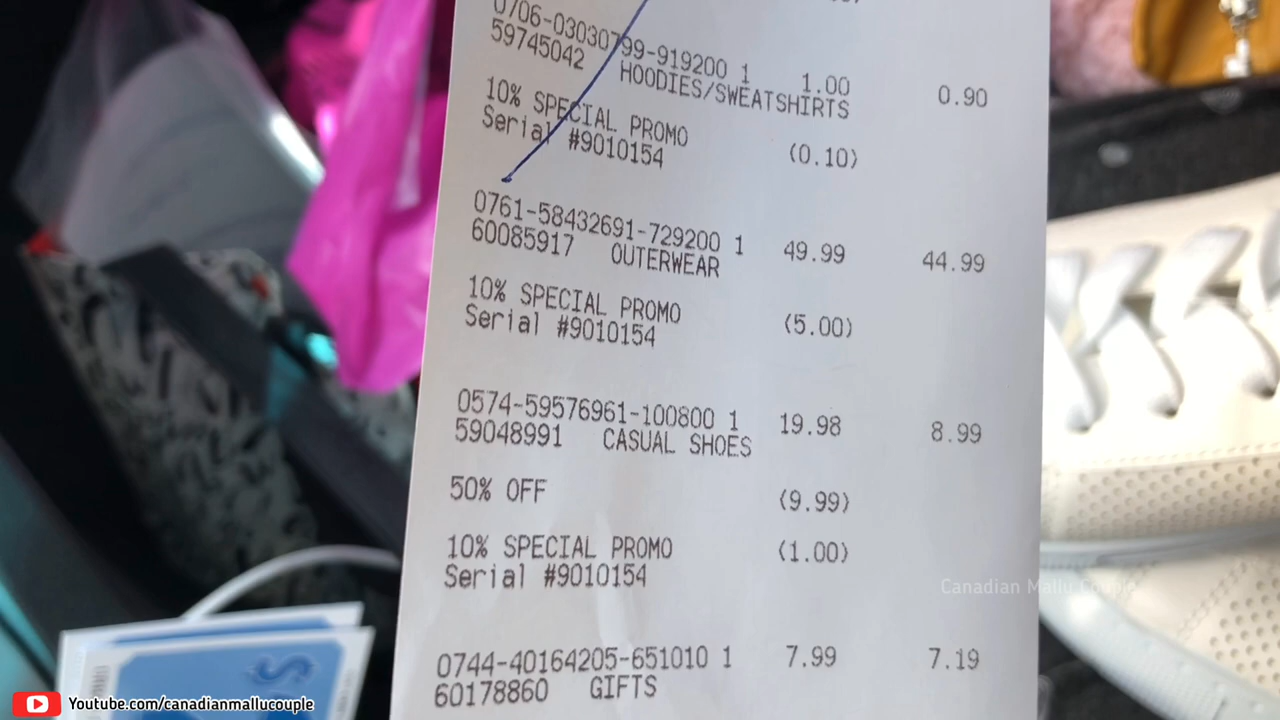 0706-03030799-919200 1 1.00 0.90
59745042 HOODIES/SWEATSHIRTS
10% SPECIAL PROMO (0.10)
Serial #9010154
0761-58432691-729200 1 49.99 44.99
60085917 OUTERWEAR
10% SPECIAL PROMO (5.00)
Serial #9010154
0574-59576961-100800 1 19.98 8.99
59048991 CASUAL SHOES
50% OFF (9.99)
10% SPECIAL PROMO (1.00)
Serial #9010154
Canadian Mallu Couple
0744-40164205-651010 1 7.99 7.19
60178860 GIFTS
Youtube.com/canadianmallucouple